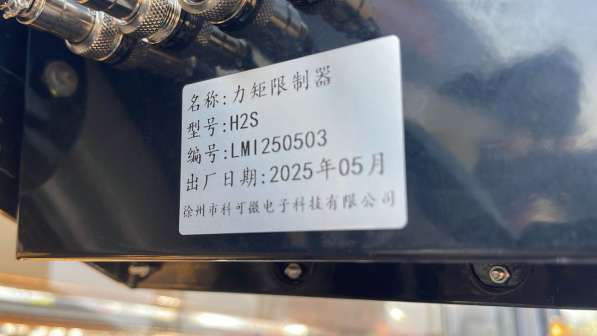 名称:力矩限制器
型号:H2S
编号:LMI250503
出厂日期:2025年05月
徐州市科可微电子科技有限公司